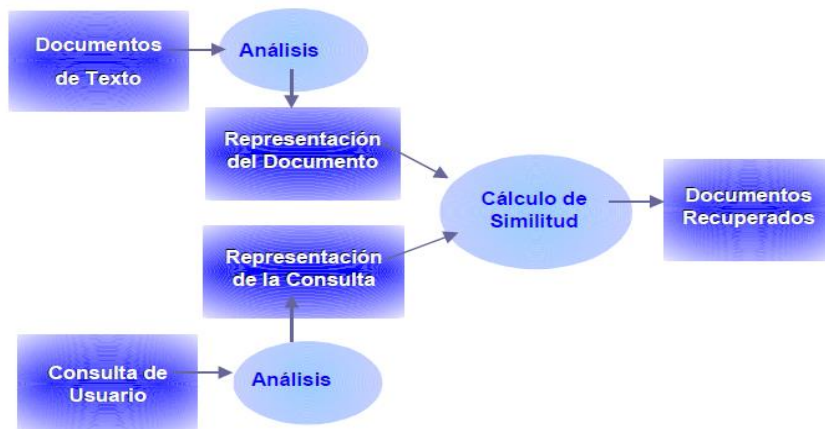 Documentos
de Texto
Análisis
Representación
del Documento
Cálculo de
Similitud
Documentos
Recuperados
Representación
de la Consulta
Consulta de
Usuario
Análisis